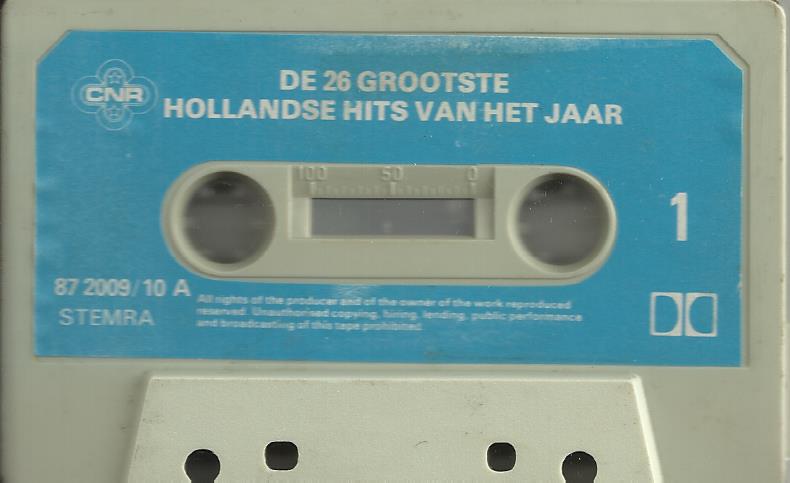 DE 26 GROOTSTE
CNR HOLLANDSE HITS VAN HET JAAR
100 50 0
1
87 2009/10 A
STEMRA
All rights of the producer and of the owner of the work reproduced
reserved. Unauthorised copying, hiring, lending, public performance
and broadcasting of this tape prohibited.